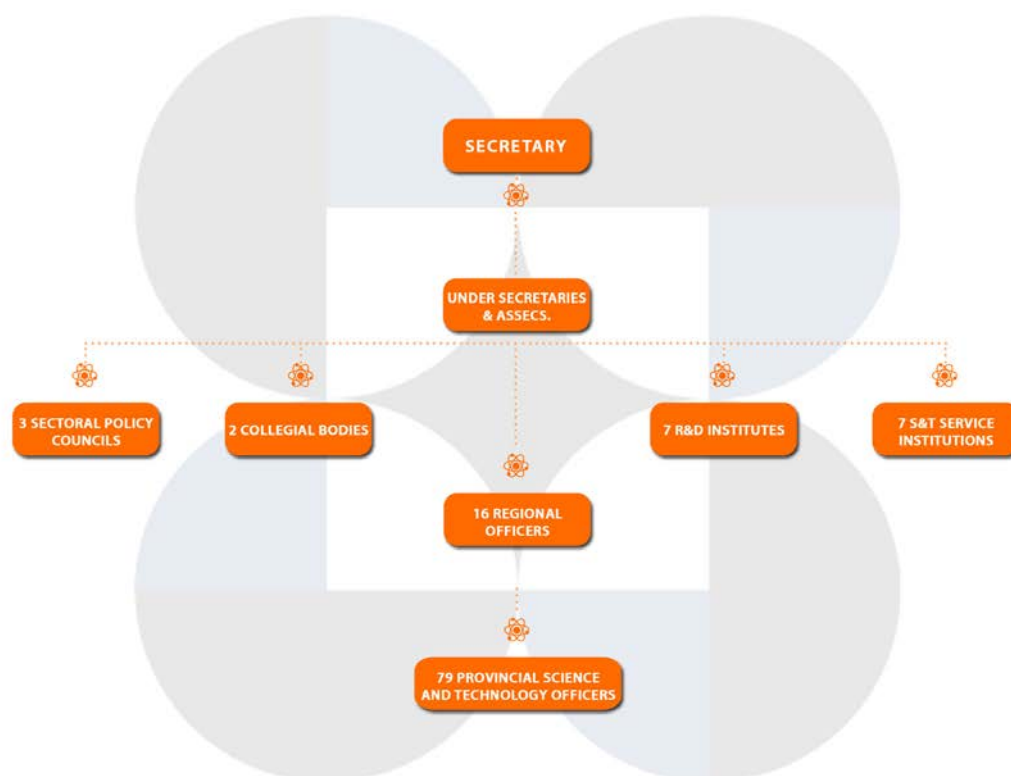 SECRETARY
UNDER SECRETARIES
& ASSECS.
3 SECTORAL POLICY
COUNCILS
2 COLLEGIAL BODIES
7 R&D INSTITUTES
7 S&T SERVICE
INSTITUTIONS
16 REGIONAL
OFFICERS
79 PROVINCIAL SCIENCE
AND TECHNOLOGY OFFICERS